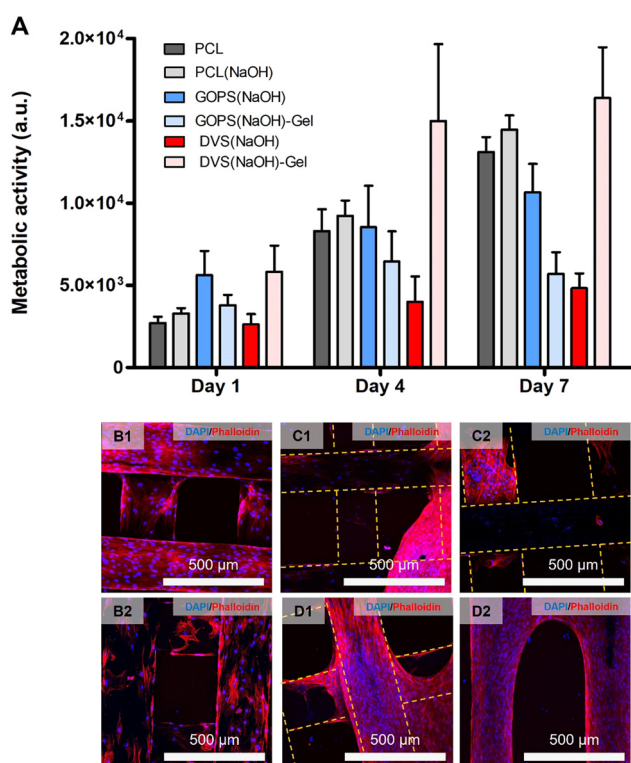 A
Metabolic activity (a.u.)
2.0×10⁴
1.5×10⁴
1.0×10⁴
5.0×10³
0
PCL
PCL(NaOH)
GOPS(NaOH)
GOPS(NaOH)-Gel
DVS(NaOH)
DVS(NaOH)-Gel
Day 1 Day 4 Day 7
B1 DAPI/Phalloidin
500 µm
C1 DAPI/Phalloidin
500 µm
C2 DAPI/Phalloidin
500 µm
B2 DAPI/Phalloidin
500 µm
D1 DAPI/Phalloidin
500 µm
D2 DAPI/Phalloidin
500 µm